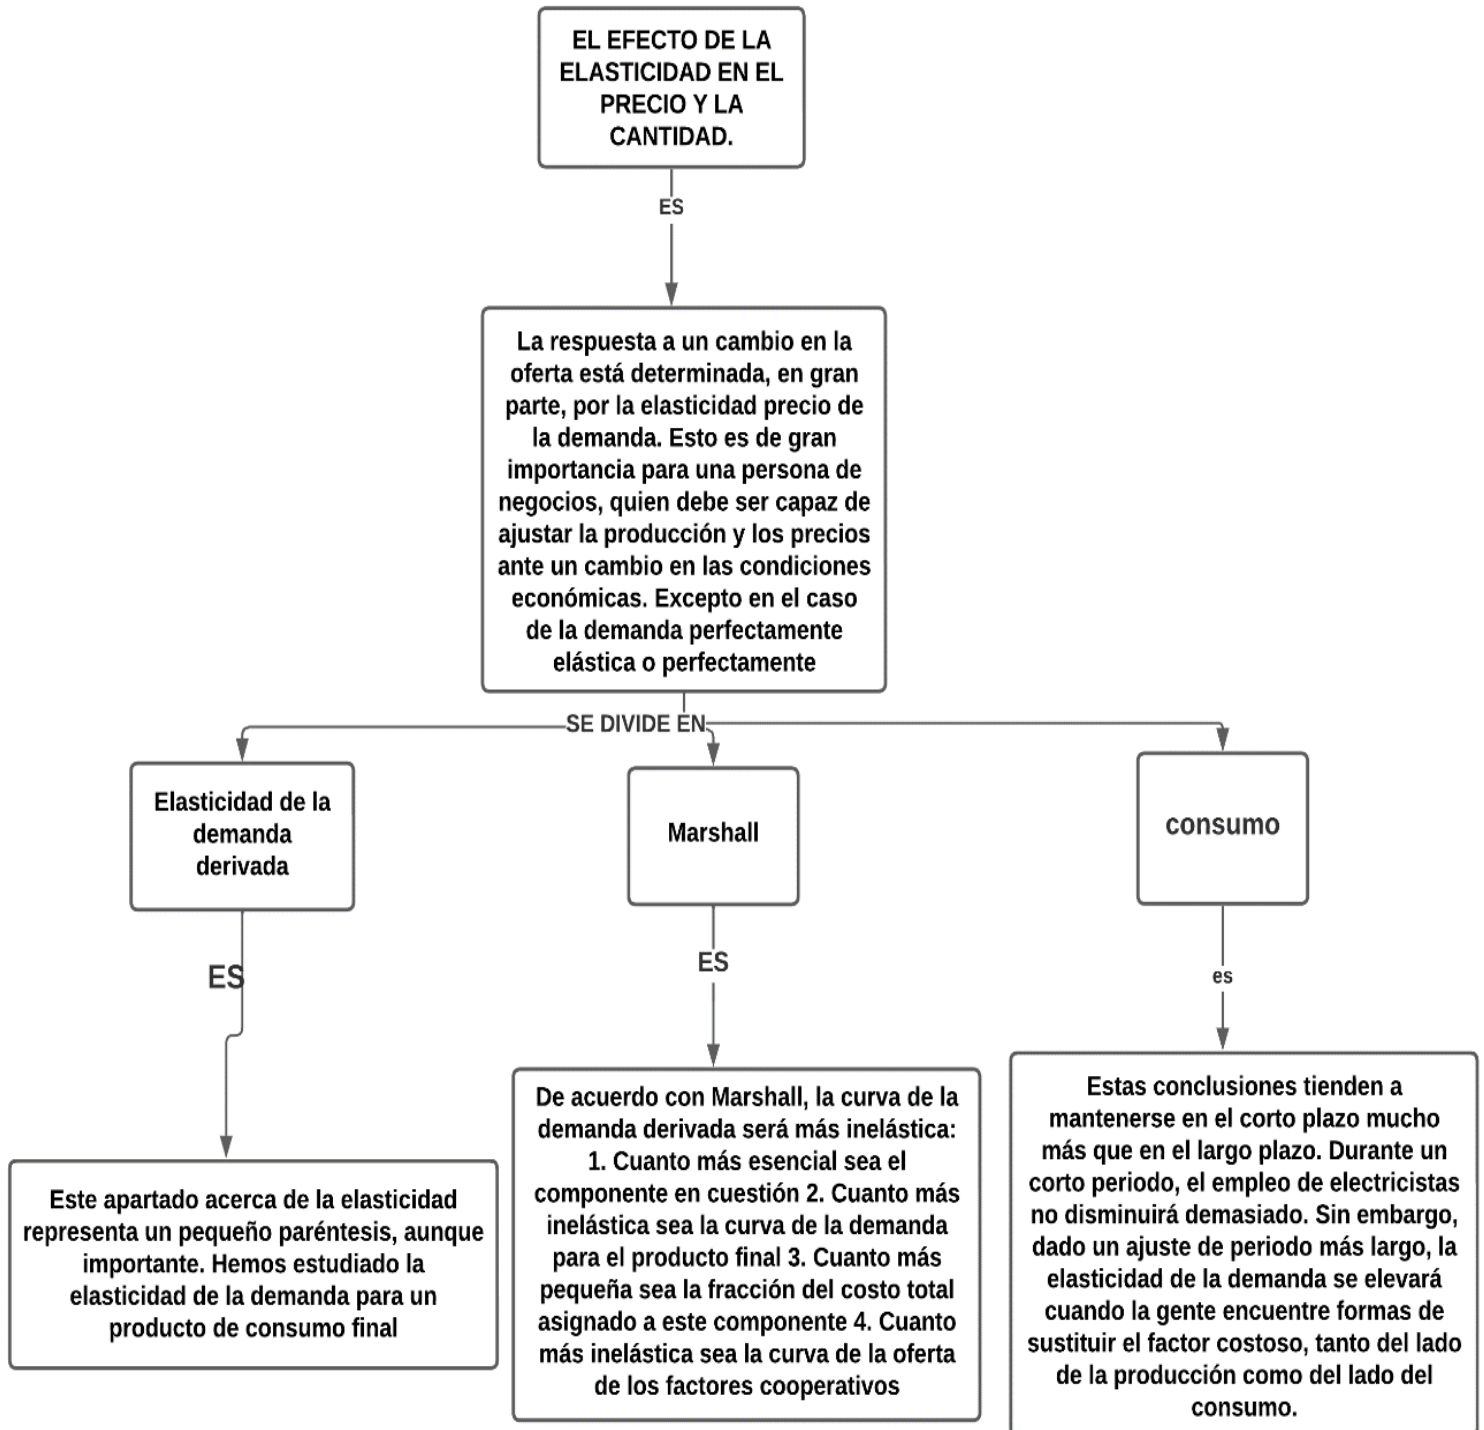 EL EFECTO DE LA
ELASTICIDAD EN EL
PRECIO Y LA
CANTIDAD.
ES
La respuesta a un cambio en la
oferta está determinada, en gran
parte, por la elasticidad precio de
la demanda. Esto es de gran
importancia para una persona de
negocios, quien debe ser capaz de
ajustar la producción y los precios
ante un cambio en las condiciones
económicas. Excepto en el caso
de la demanda perfectamente
elástica o perfectamente
SE DIVIDE EN
Elasticidad de la
demanda
derivada
ES
Este apartado acerca de la elasticidad
representa un pequeño paréntesis, aunque
importante. Hemos estudiado la
elasticidad de la demanda para un
producto de consumo final
Marshall
ES
De acuerdo con Marshall, la curva de la
demanda derivada será más inelástica:
1. Cuanto más esencial sea el
componente en cuestión 2. Cuanto más
inelástica sea la curva de la demanda
para el producto final 3. Cuanto más
pequeña sea la fracción del costo total
asignado a este componente 4. Cuanto
más inelástica sea la curva de la oferta
de los factores cooperativos
consumo
es
Estas conclusiones tienden a
mantenerse en el corto plazo mucho
más que en el largo plazo. Durante un
corto periodo, el empleo de electricistas
no disminuirá demasiado. Sin embargo,
dado un ajuste de periodo más largo, la
elasticidad de la demanda se elevará
cuando la gente encuentre formas de
sustituir el factor costoso, tanto del lado
de la producción como del lado del
consumo.